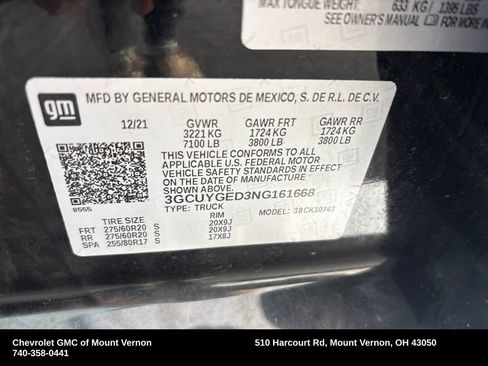 MAX TONGUE WEIGHT: 633 KG / 1395 LBS
SEE OWNER'S MANUAL FOR MORE IN
gm
MFD BY GENERAL MOTORS DE MEXICO, S. DE R.L. DE C.V.
12/21 GVWR GAWR FRT GAWR RR
3221 KG 1724 KG 1724 KG
7100 LB 3800 LB 3800 LB
THIS VEHICLE CONFORMS TO ALL
APPLICABLE U.S. FEDERAL MOTOR
VEHICLE SAFETY STANDARDS IN EFFECT
ON THE DATE OF MANUFACTURE SHOWN ABOVE.
3GCUYGED3NG161668
8555
TYPE: TRUCK MODEL: 38CK10743
TIRE SIZE RIM
FRT 275/60R20 S 20X9J
RR 275/60R20 S 20X9J
SPA 255/80R17 S 17X8J
Chevrolet GMC of Mount Vernon 510 Harcourt Rd, Mount Vernon, OH 43050
740-358-0441